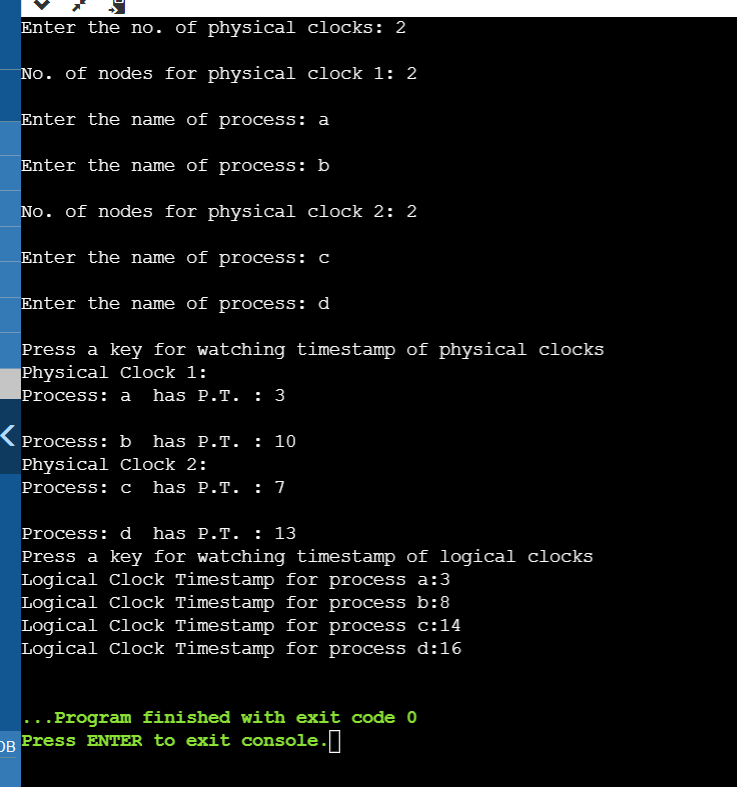 Enter the no. of physical clocks: 2
No. of nodes for physical clock 1: 2
Enter the name of process: a
Enter the name of process: b
No. of nodes for physical clock 2: 2
Enter the name of process: c
Enter the name of process: d
Press a key for watching timestamp of physical clocks
Physical Clock 1:
Process: a  has P.T. : 3
Process: b  has P.T. : 10
Physical Clock 2:
Process: c  has P.T. : 7
Process: d  has P.T. : 13
Press a key for watching timestamp of logical clocks
Logical Clock Timestamp for process a:3
Logical Clock Timestamp for process b:8
Logical Clock Timestamp for process c:14
Logical Clock Timestamp for process d:16
...Program finished with exit code 0
Press ENTER to exit console.